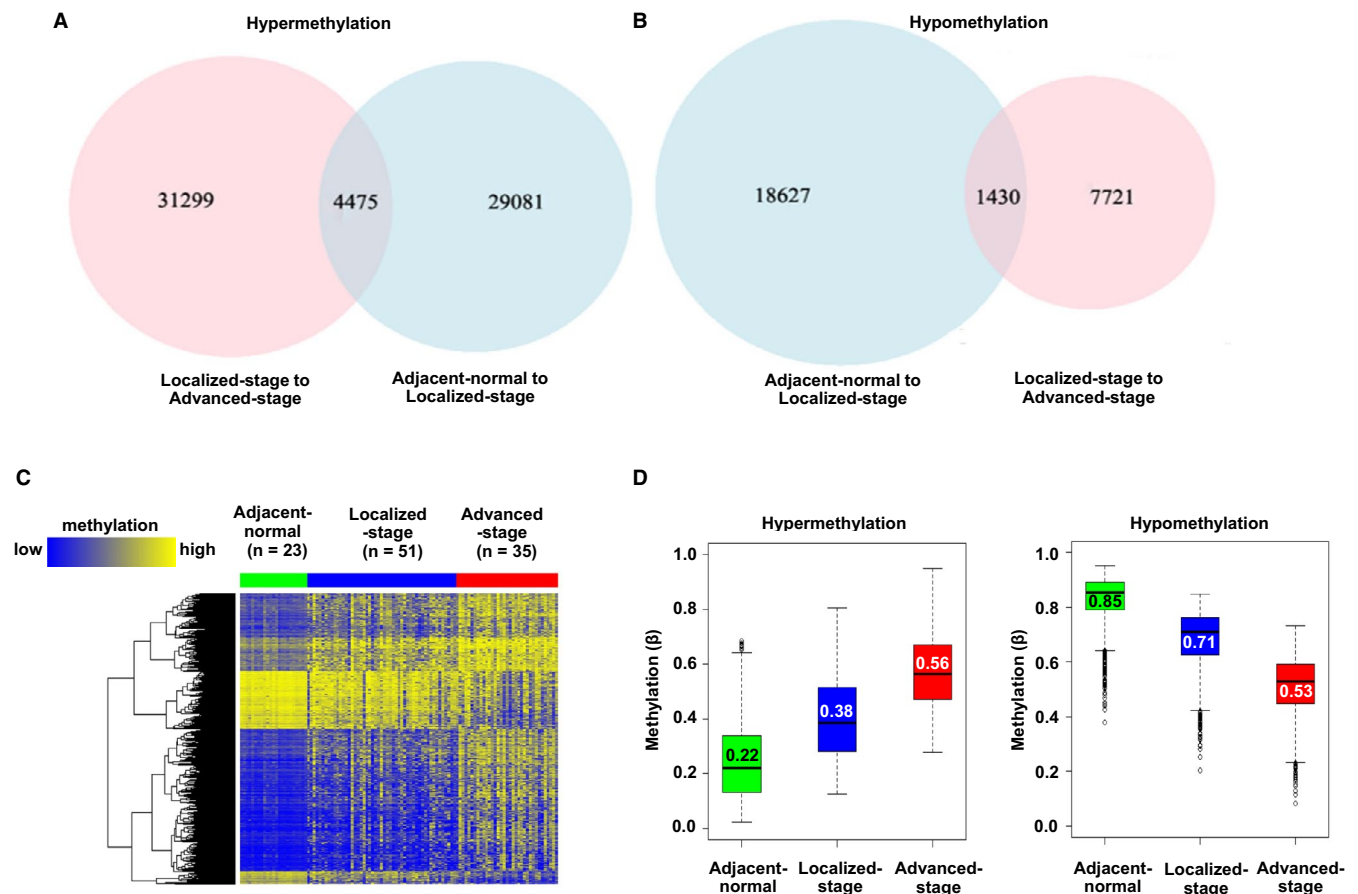 A
Hypermethylation
31299
4475
29081
Localized-stage to
Advanced-stage
Adjacent-normal to
Localized-stage
B
Hypomethylation
18627
1430
7721
Adjacent-normal to
Localized-stage
Localized-stage to
Advanced-stage
C
methylation
low
high
Adjacent-
normal
(n = 23)
Localized
-stage
(n = 51)
Advanced
-stage
(n = 35)
D
Hypermethylation
Methylation (β)
1.0
0.8
0.6
0.4
0.2
0.0
0.22
0.38
0.56
Adjacent-
normal
Localized-
stage
Advanced-
stage
Hypomethylation
Methylation (β)
1.0
0.8
0.6
0.4
0.2
0.0
0.85
0.71
0.53
Adjacent-
normal
Localized-
stage
Advanced-
stage